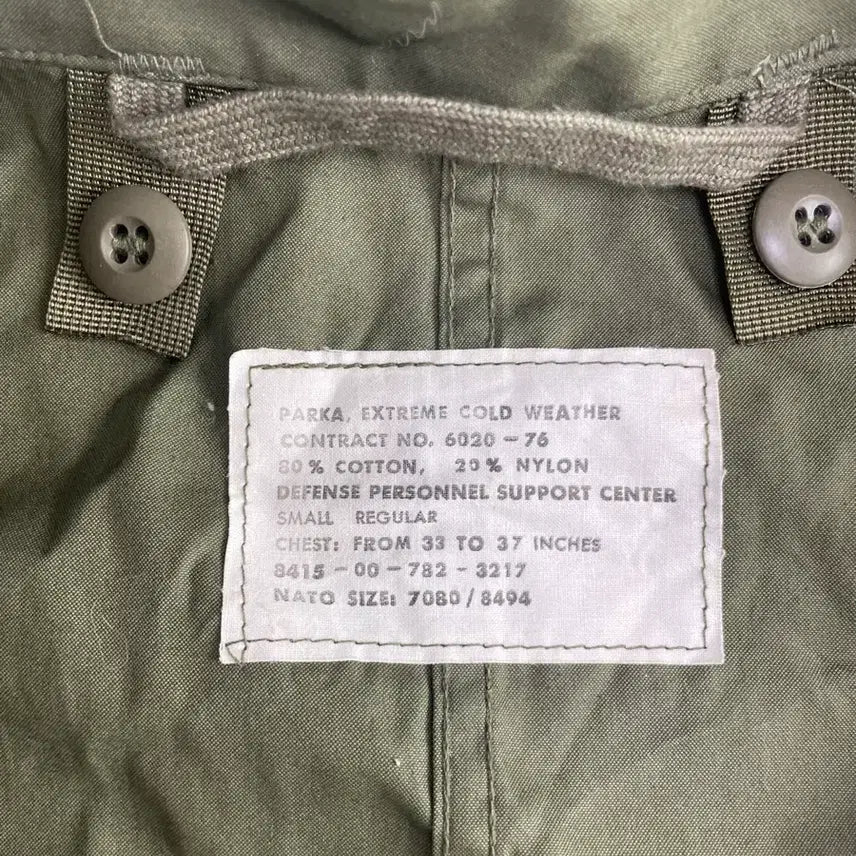 PARKA, EXTREME COLD WEATHER
CONTRACT NO. 6020-76
80% COTTON, 20% NYLON
DEFENSE PERSONNEL SUPPORT CENTER
SMALL REGULAR
CHEST: FROM 33 TO 37 INCHES
8415-00-782-3217
NATO SIZE: 7080/8494